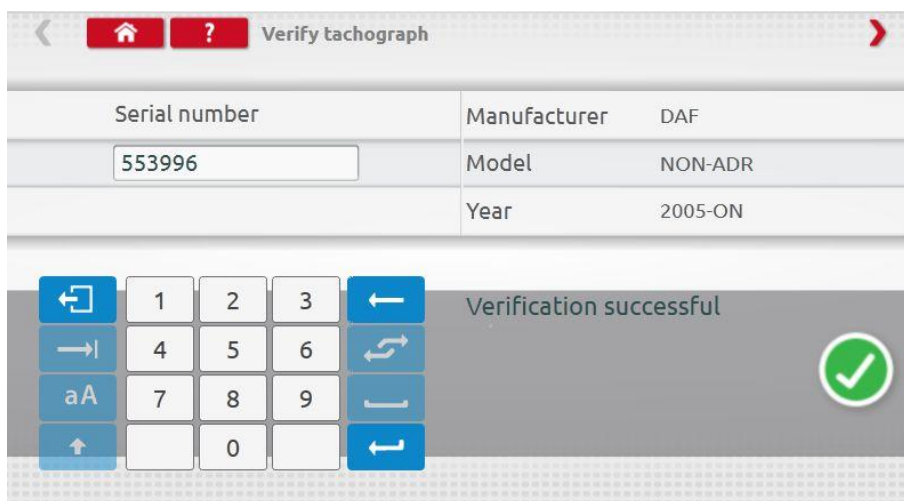 ? Verify tachograph
Serial number
553996
Manufacturer DAF
Model NON-ADR
Year 2005-ON
1 2 3
4 5 6
aA 7 8 9
0
Verification successful